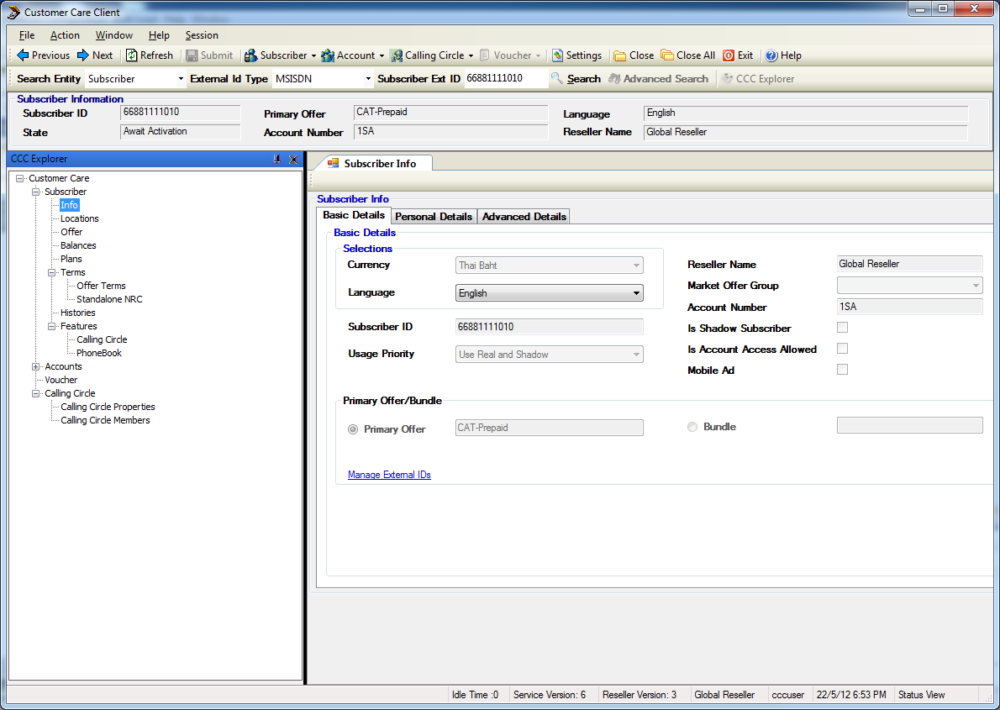 Customer Care Client
File Action Window Help Session
Previous Next Refresh Submit Subscriber Account Calling Circle Voucher Settings Close Close All Exit Help
Search Entity Subscriber External Id Type MSISDN Subscriber Ext ID 66881111010 Search Advanced Search CCC Explorer
Subscriber Information
Subscriber ID 66881111010 Primary Offer CAT-Prepaid Language English
State Await Activation Account Number 1SA Reseller Name Global Reseller
CCC Explorer
Customer Care
Subscriber
Info
Locations
Offer
Balances
Plans
Terms
Offer Terms
Standalone NRC
Histories
Features
Calling Circle
PhoneBook
Accounts
Voucher
Calling Circle
Calling Circle Properties
Calling Circle Members
Subscriber Info
Subscriber Info
Basic Details Personal Details Advanced Details
Basic Details
Selections
Currency Thai Baht
Language English
Subscriber ID 66881111010
Usage Priority Use Real and Shadow
Reseller Name Global Reseller
Market Offer Group
Account Number 1SA
Is Shadow Subscriber
Is Account Access Allowed
Mobile Ad
Primary Offer/Bundle
Primary Offer CAT-Prepaid Bundle
Manage External IDs
Idle Time :0 Service Version: 6 Reseller Version: 3 Global Reseller cccuser 22/5/12 6:53 PM Status View